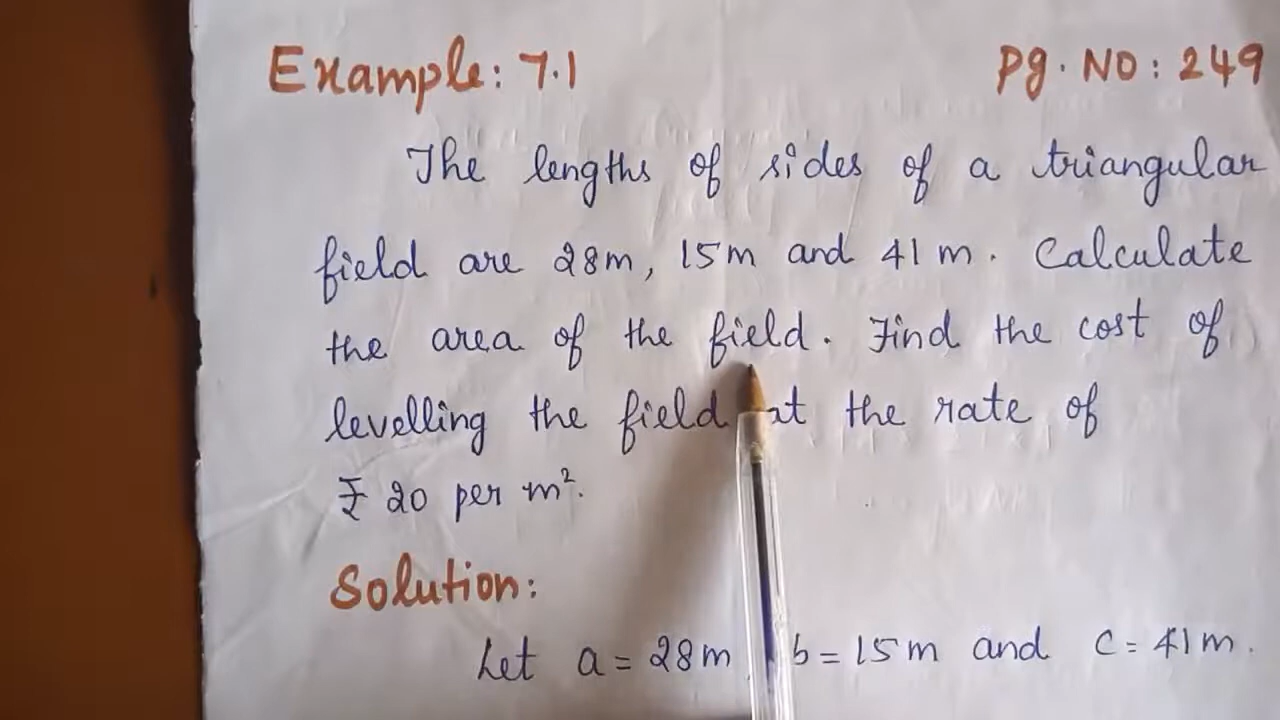 Example: 7.1
Pg. NO: 249
The lengths of sides of a triangular
field are 28m, 15m and 41 m. Calculate
the area of the field. Find the cost of
levelling the field at the rate of
₹ 20 per m².
Solution:
Let a = 28m, b = 15m and c = 41m.